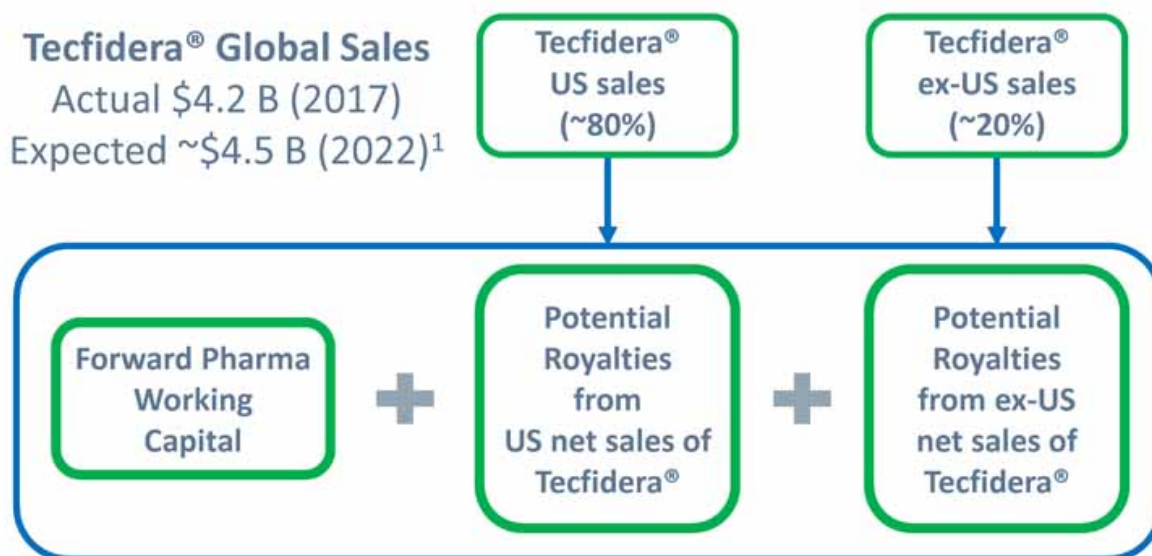 Tecfidera® Global Sales
Actual $4.2 B (2017)
Expected ~$4.5 B (2022)¹
Tecfidera®
US sales
(~80%)
Tecfidera®
ex-US sales
(~20%)
Forward Pharma
Working
Capital
Potential
Royalties
from
US net sales of
Tecfidera®
Potential
Royalties
from ex-US
net sales of
Tecfidera®